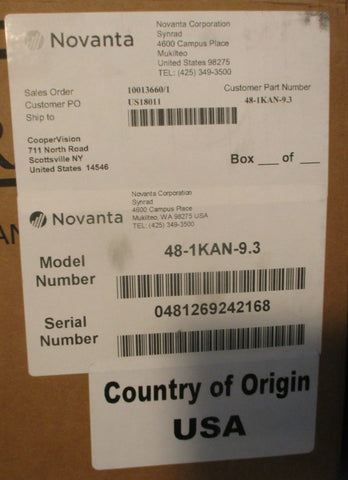 Novanta
Novanta Corporation
Synrad
4600 Campus Place
Mukilteo
United States 98275
TEL: (425) 349-3500
Sales Order 10013660/1 Customer Part Number
Customer PO US18011 48-1KAN-9.3
Ship to
CooperVision
711 North Road
Scottsville NY
United States 14546
Box ___ of ___
Novanta
Novanta Corporation
Synrad
4600 Campus Place
Mukilteo, WA 98275 USA
TEL: (425) 349-3500
Model
Number
48-1KAN-9.3
Serial
Number
0481269242168
Country of Origin
USA